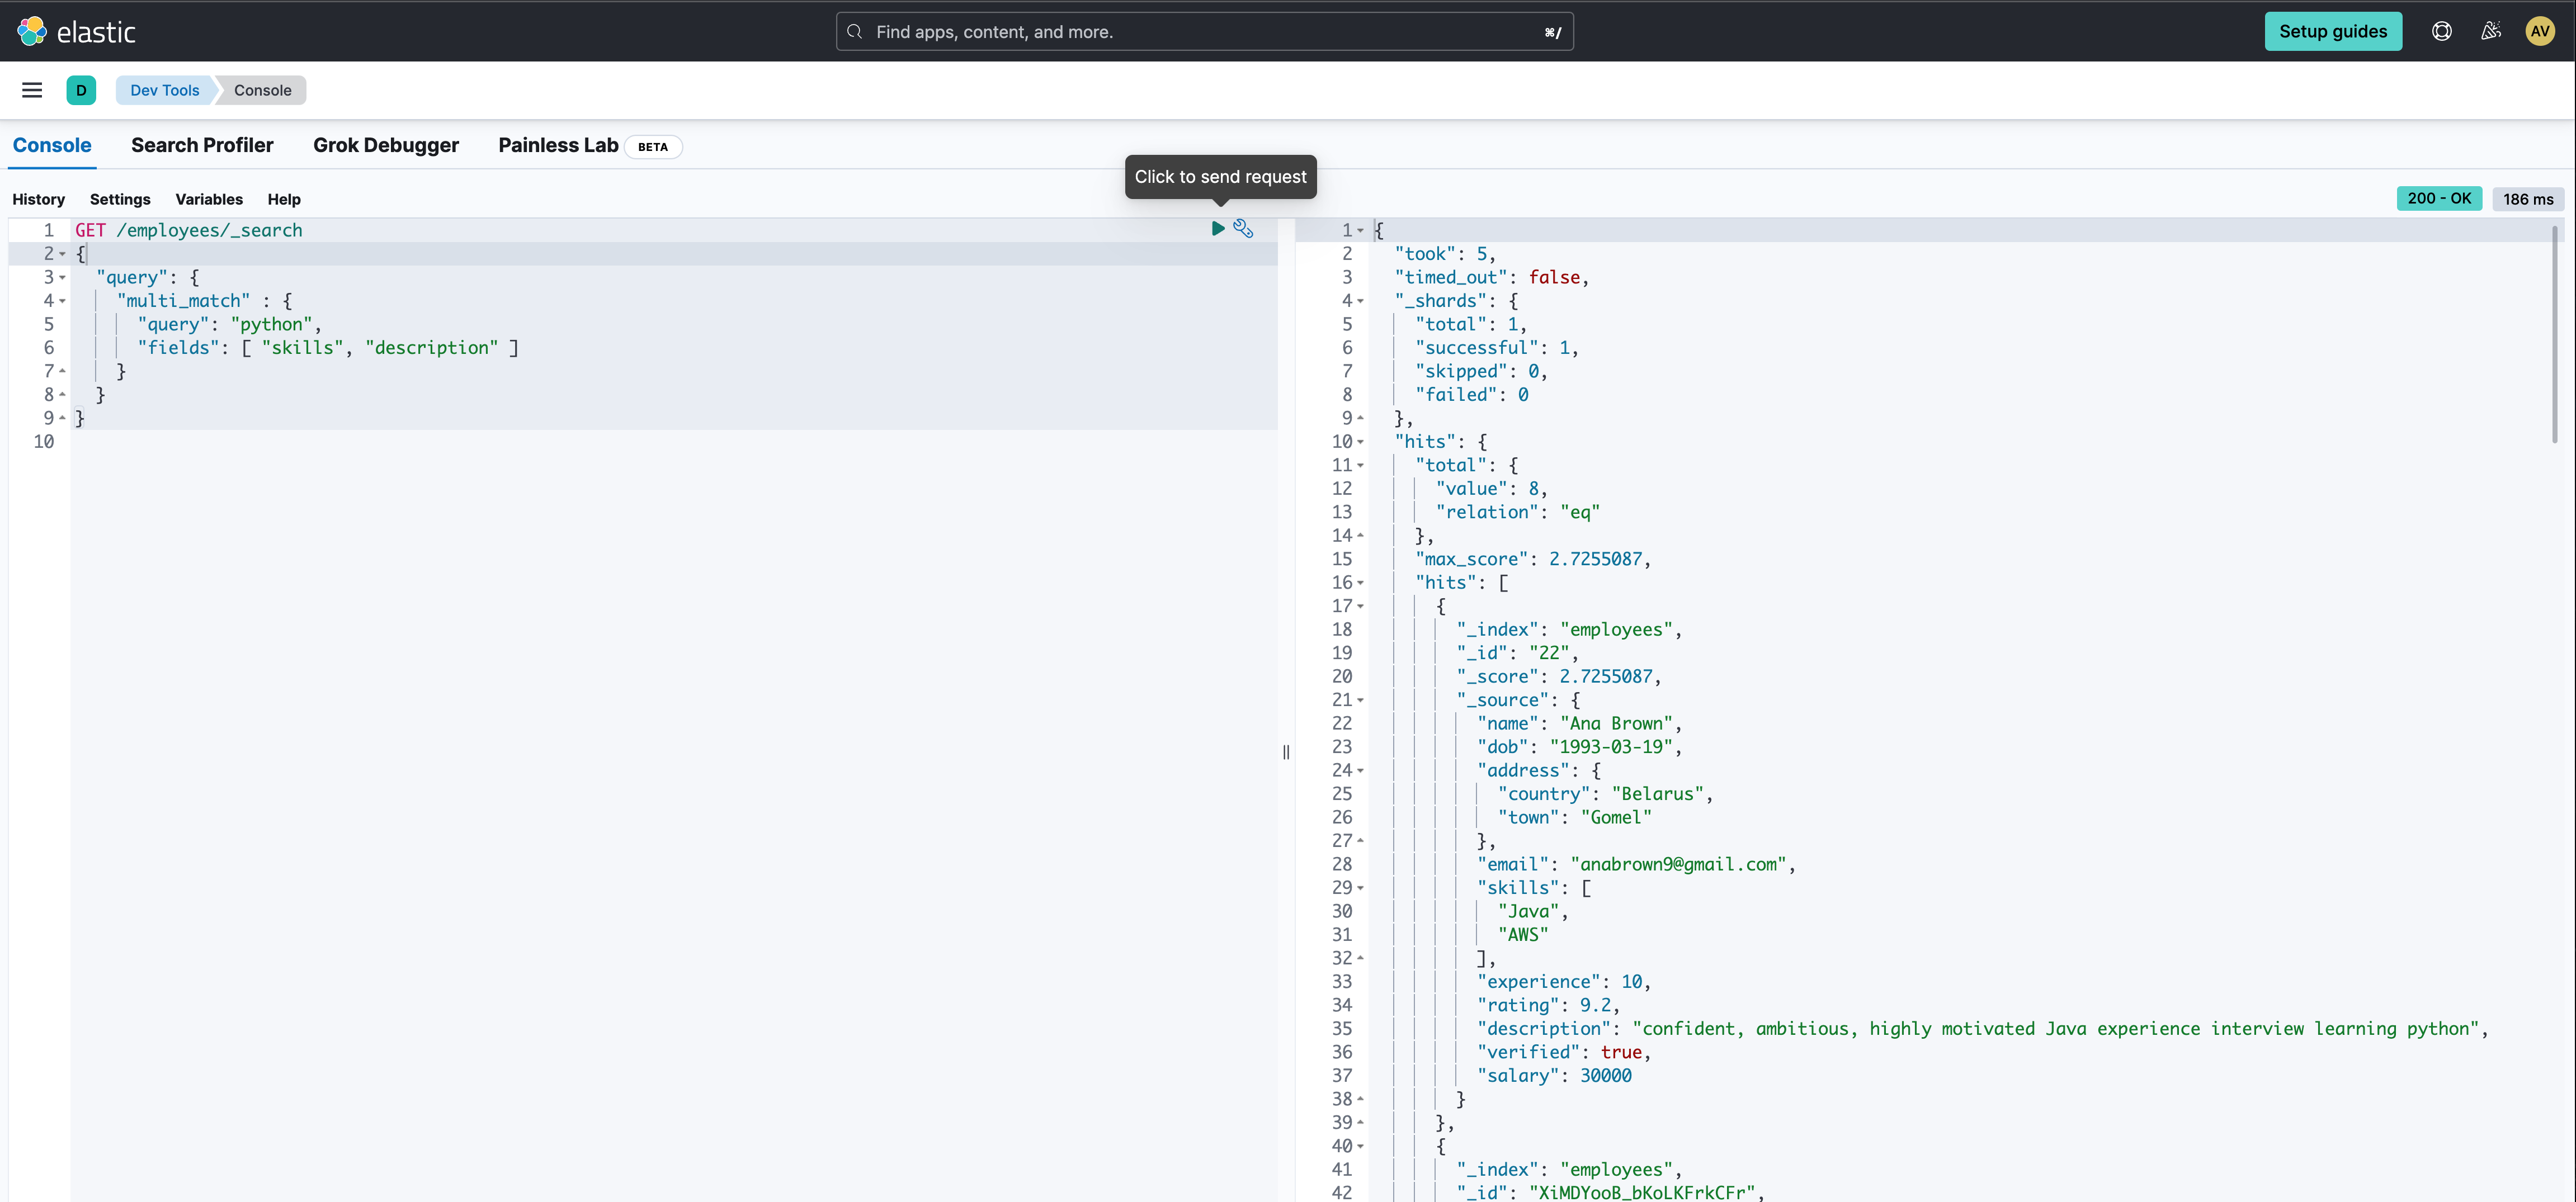 elastic
Find apps, content, and more.
⌘/
Setup guides
AV
D
Dev Tools
Console
Console
Search Profiler
Grok Debugger
Painless Lab
BETA
Click to send request
History
Settings
Variables
Help
200 - OK
186 ms
1 GET /employees/_search
2 {
3 "query": {
4 "multi_match" : {
5 "query": "python",
6 "fields": [ "skills", "description" ]
7 }
8 }
9 }
10
1 {
2 "took": 5,
3 "timed_out": false,
4 "_shards": {
5 "total": 1,
6 "successful": 1,
7 "skipped": 0,
8 "failed": 0
9 },
10 "hits": {
11 "total": {
12 "value": 8,
13 "relation": "eq"
14 },
15 "max_score": 2.7255087,
16 "hits": [
17 {
18 "_index": "employees",
19 "_id": "22",
20 "_score": 2.7255087,
21 "_source": {
22 "name": "Ana Brown",
23 "dob": "1993-03-19",
24 "address": {
25 "country": "Belarus",
26 "town": "Gomel"
27 },
28 "email": "anabrown9@gmail.com",
29 "skills": [
30 "Java",
31 "AWS"
32 ],
33 "experience": 10,
34 "rating": 9.2,
35 "description": "confident, ambitious, highly motivated Java experience interview learning python",
36 "verified": true,
37 "salary": 30000
38 }
39 },
40 {
41 "_index": "employees",
42 "_id": "XiMDYooB_bKoLKFrkCFr",